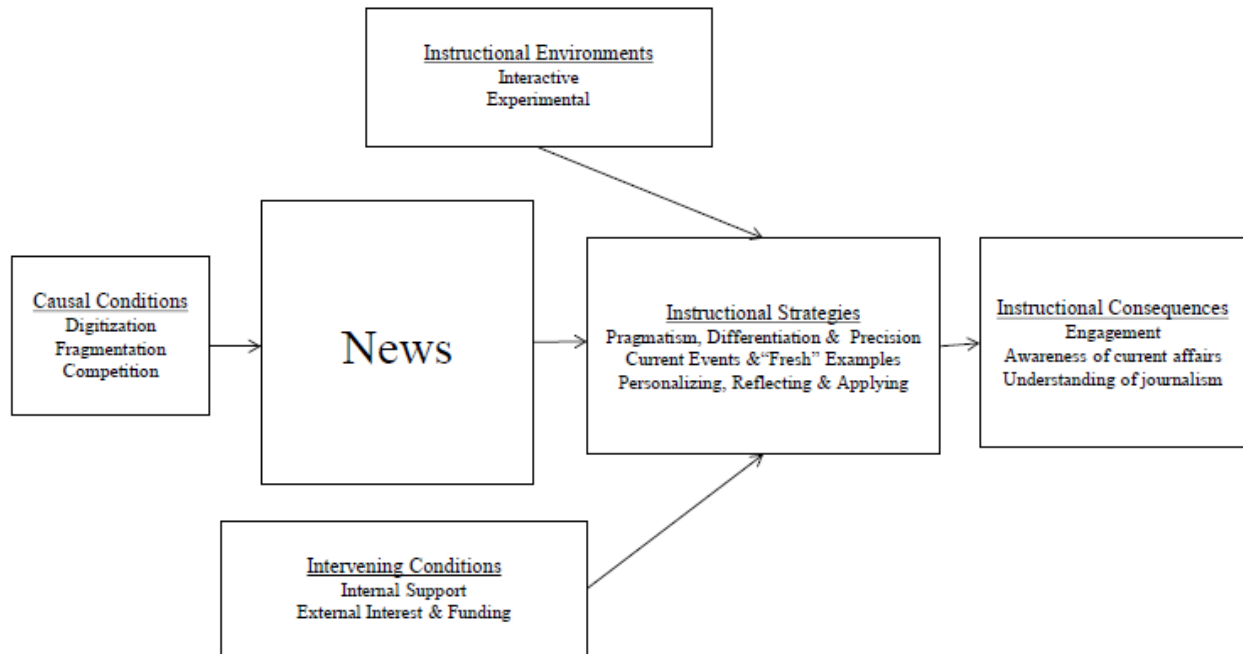 Instructional Environments
Interactive
Experimental
Causal Conditions
Digitization
Fragmentation
Competition
News
Instructional Strategies
Pragmatism, Differentiation & Precision
Current Events &“Fresh” Examples
Personalizing, Reflecting & Applying
Instructional Consequences
Engagement
Awareness of current affairs
Understanding of journalism
Intervening Conditions
Internal Support
External Interest & Funding